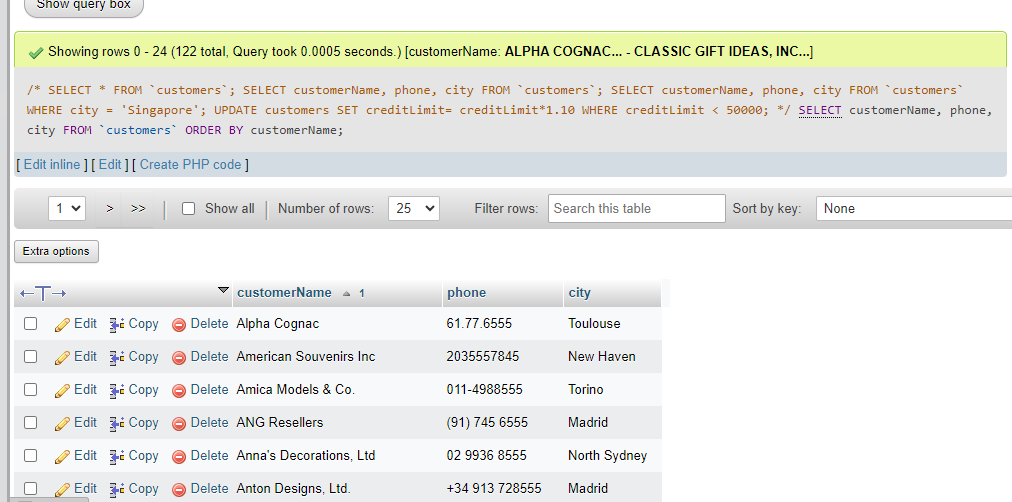 Show query box
Showing rows 0 - 24 (122 total, Query took 0.0005 seconds.) [customerName: ALPHA COGNAC... - CLASSIC GIFT IDEAS, INC...]
/* SELECT * FROM `customers`; SELECT customerName, phone, city FROM `customers`; SELECT customerName, phone, city FROM `customers`
WHERE city = 'Singapore'; UPDATE customers SET creditLimit= creditLimit*1.10 WHERE creditLimit < 50000; */ SELECT customerName, phone,
city FROM `customers` ORDER BY customerName;
[ Edit inline ] [ Edit ] [ Create PHP code ]
1 > >> Show all Number of rows: 25 Filter rows: Search this table Sort by key: None
Extra options
←T→ customerName 1 phone city
Edit Copy Delete Alpha Cognac 61.77.6555 Toulouse
Edit Copy Delete American Souvenirs Inc 2035557845 New Haven
Edit Copy Delete Amica Models & Co. 011-4988555 Torino
Edit Copy Delete ANG Resellers (91) 745 6555 Madrid
Edit Copy Delete Anna's Decorations, Ltd 02 9936 8555 North Sydney
Edit Copy Delete Anton Designs, Ltd. +34 913 728555 Madrid